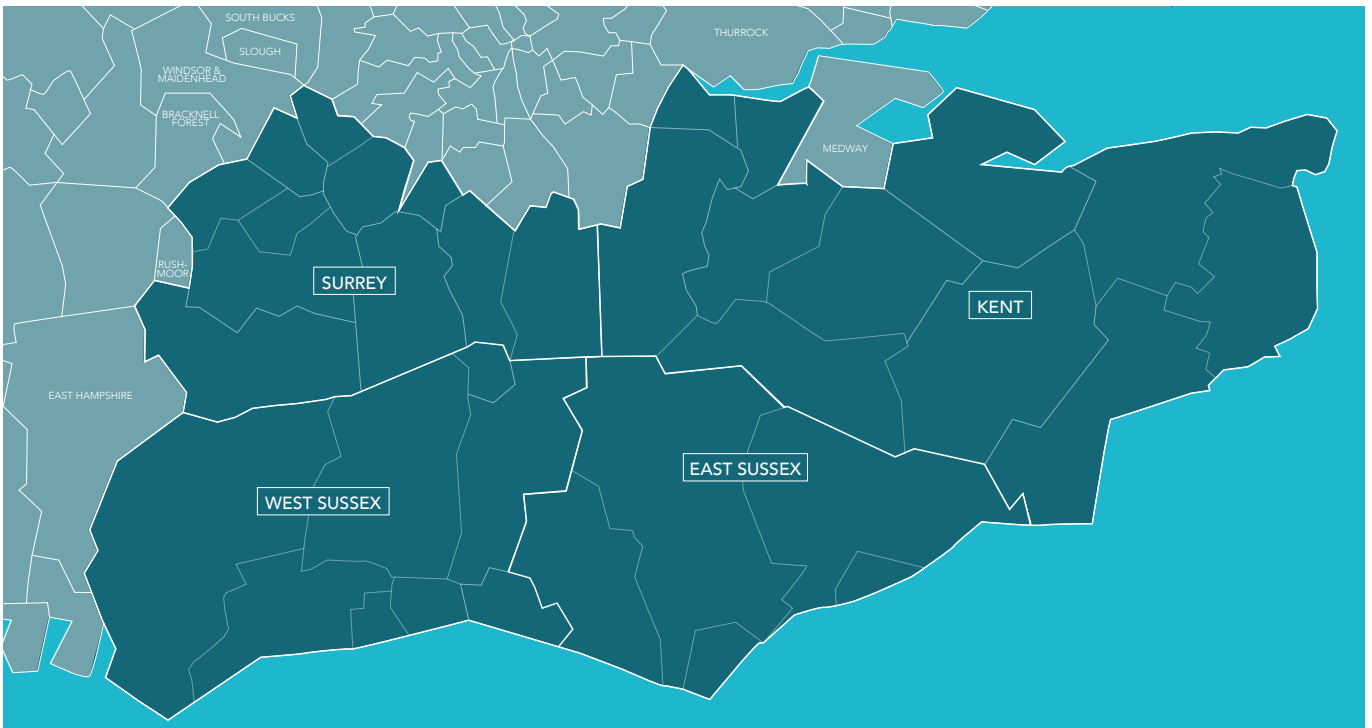 SOUTH BUCKS
THURROCK
SLOUGH
WINDSOR &
MAIDENHEAD
BRACKNELL
FOREST
MEDWAY
RUSH-
MOOR
SURREY
KENT
EAST HAMPSHIRE
EAST SUSSEX
WEST SUSSEX